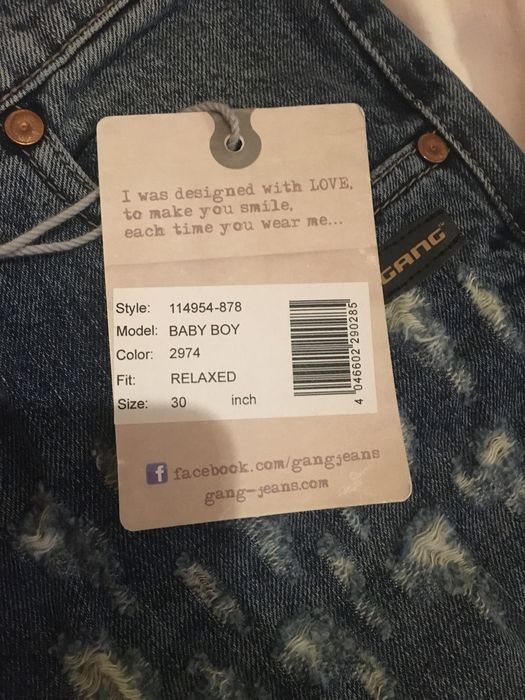 I was designed with LOVE,
to make you smile,
each time you wear me...
GANG
Style: 114954-878
Model: BABY BOY
Color: 2974
Fit: RELAXED
Size: 30 inch
4 046602 290285
f facebook.com/gangjeans
gang-jeans.com